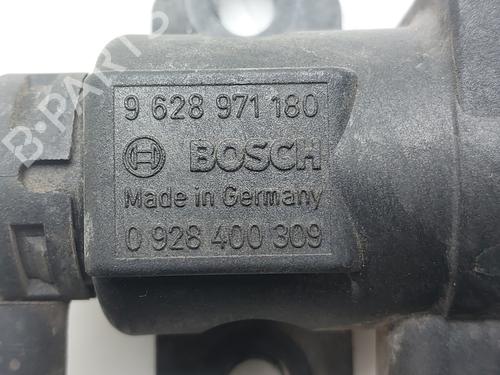 B-PARTS
9 628 971 180
BOSCH
Made in Germany
0 928 400 309